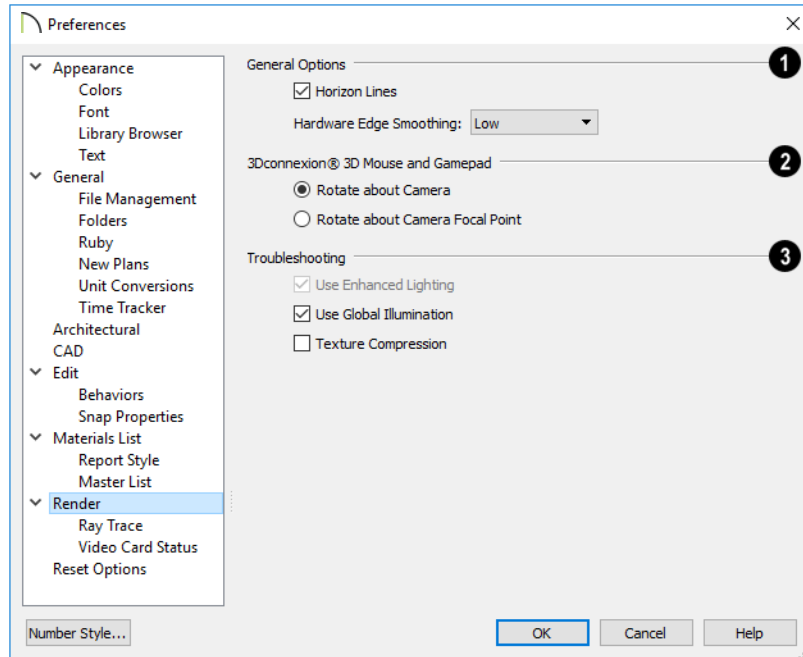 Preferences
Appearance
Colors
Font
Library Browser
Text
General
File Management
Folders
Ruby
New Plans
Unit Conversions
Time Tracker
Architectural
CAD
Edit
Behaviors
Snap Properties
Materials List
Report Style
Master List
Render
Ray Trace
Video Card Status
Reset Options
General Options 1
Horizon Lines
Hardware Edge Smoothing: Low
3Dconnexion® 3D Mouse and Gamepad 2
Rotate about Camera
Rotate about Camera Focal Point
Troubleshooting 3
Use Enhanced Lighting
Use Global Illumination
Texture Compression
Number Style... OK Cancel Help